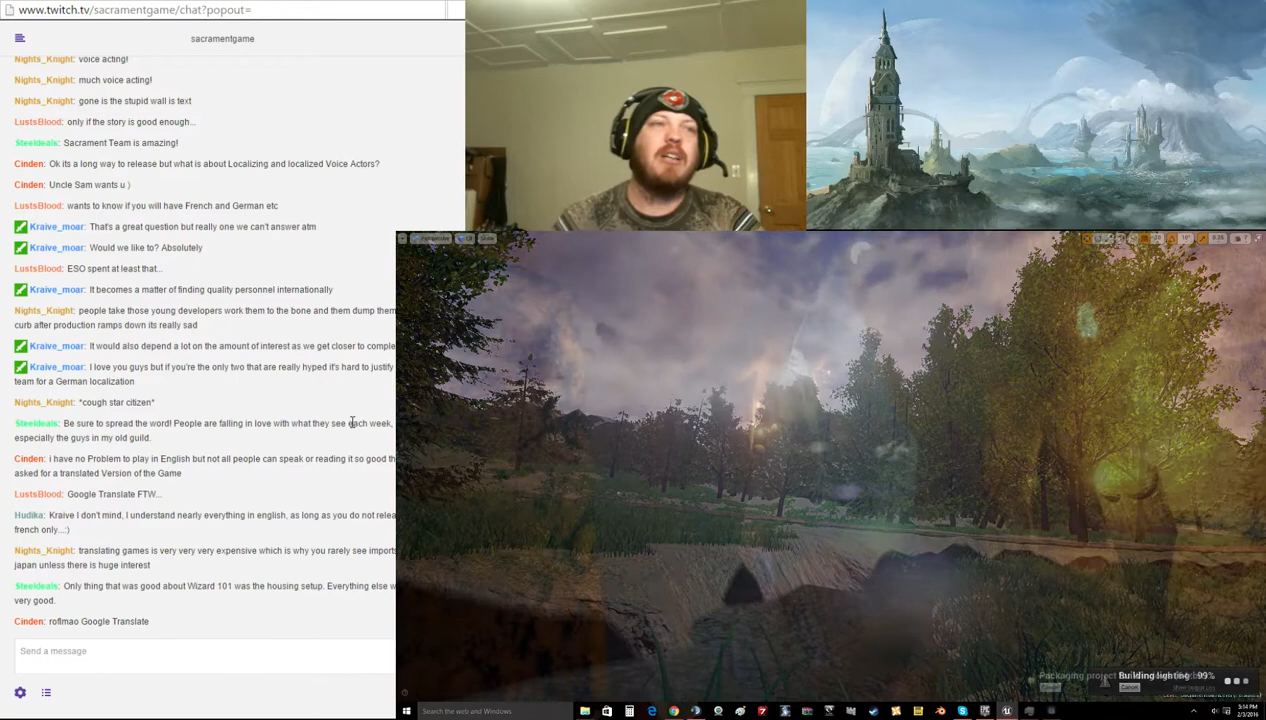 www.twitch.tv/sacramentgame/chat?popout=
sacramentgame
Nights_Knight: voice acting!
Nights_Knight: much voice acting!
Nights_Knight: gone is the stupid wall is text
LustsBlood: only if the story is good enough...
Steeldeals: Sacrament Team is amazing!
Cinden: Ok its a long way to release but what is about Localizing and localized Voice Actors?
Cinden: Uncle Sam wants u )
LustsBlood: wants to know if you will have French and German etc
Kraive_moar: That's a great question but really one we can't answer atm
Kraive_moar: Would we like to? Absolutely
LustsBlood: ESO spent at least that...
Kraive_moar: It becomes a matter of finding quality personnel internationally
Nights_Knight: people take those young developers work them to the bone and them dump them
curb after production ramps down its really sad
Kraive_moar: It would also depend a lot on the amount of interest as we get closer to comple
Kraive_moar: I love you guys but if you're the only two that are really hyped it's hard to justify
team for a German localization
Nights_Knight: *cough star citizen*
Steeldeals: Be sure to spread the word! People are falling in love with what they see each week,
especially the guys in my old guild.
Cinden: i have no Problem to play in English but not all people can speak or reading it so good th
asked for a translated Version of the Game
LustsBlood: Google Translate FTW...
Hudika: Kraive I don't mind, I understand nearly everything in english, as long as you do not relea
french only...:)
Nights_Knight: translating games is very very very expensive which is why you rarely see imports
japan unless there is huge interest
Steeldeals: Only thing that was good about Wizard 101 was the housing setup. Everything else w
very good.
Cinden: roflmao Google Translate
Send a message
Packaging project
Building lighting: 99%
Cancel
Search the web and Windows
5:14 PM
2/3/2016